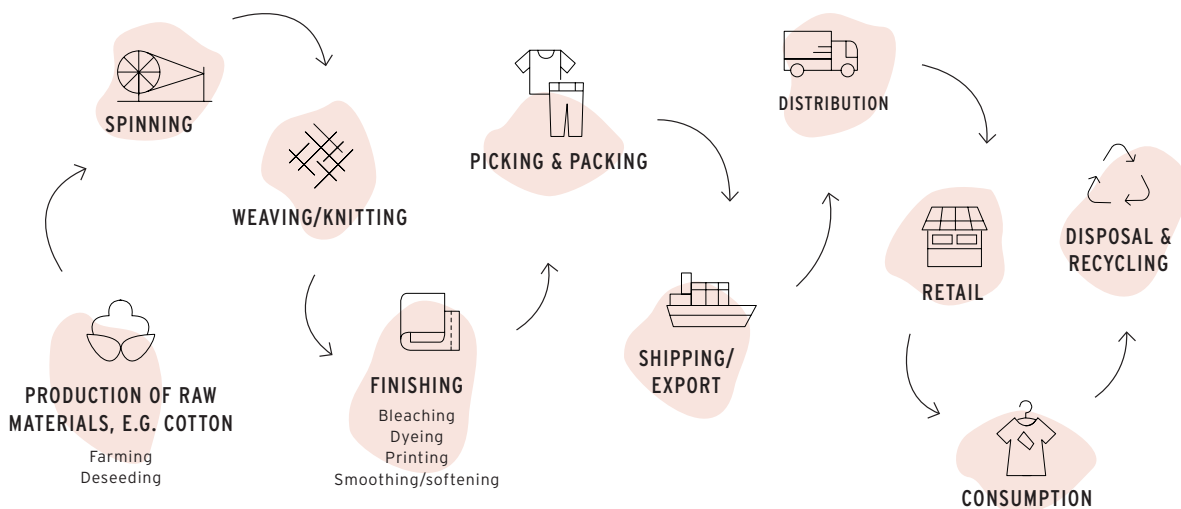 PRODUCTION OF RAW
MATERIALS, E.G. COTTON
Farming
Deseeding
SPINNING
WEAVING/KNITTING
FINISHING
Bleaching
Dyeing
Printing
Smoothing/softening
PICKING & PACKING
SHIPPING/
EXPORT
DISTRIBUTION
RETAIL
CONSUMPTION
DISPOSAL &
RECYCLING